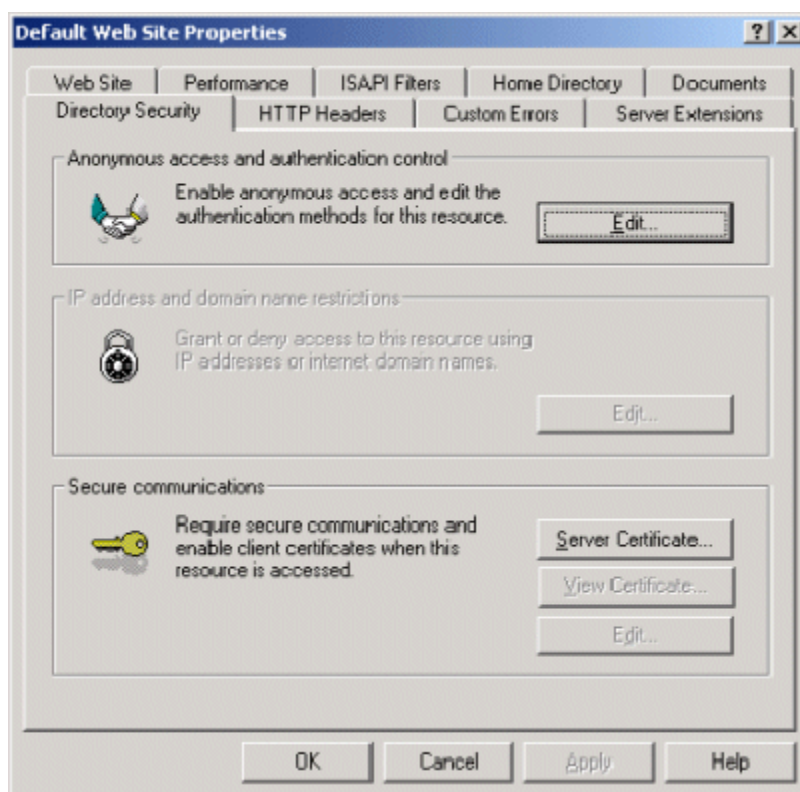 Default Web Site Properties
Web Site Performance ISAPI Filters Home Directory Documents
Directory Security HTTP Headers Custom Errors Server Extensions
Anonymous access and authentication control
Enable anonymous access and edit the
authentication methods for this resource.
Edit...
IP address and domain name restrictions
Grant or deny access to this resource using
IP addresses or internet domain names.
Edit...
Secure communications
Require secure communications and
enable client certificates when this
resource is accessed.
Server Certificate...
View Certificate...
Edit...
OK Cancel Apply Help